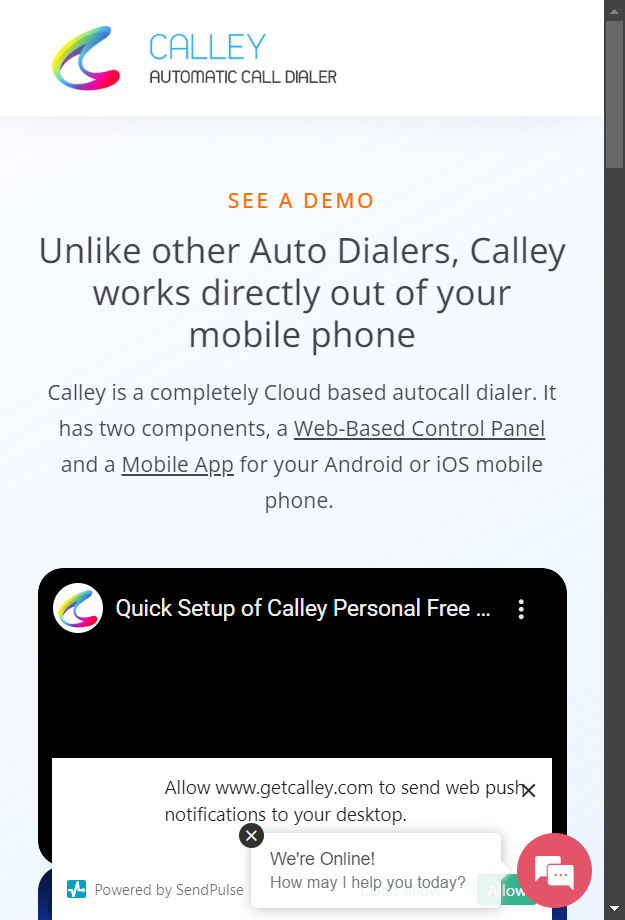 CALLEY
AUTOMATIC CALL DIALER
SEE A DEMO
Unlike other Auto Dialers, Calley
works directly out of your
mobile phone
Calley is a completely Cloud based autocall dialer. It
has two components, a Web-Based Control Panel
and a Mobile App for your Android or iOS mobile
phone.
Quick Setup of Calley Personal Free ...
Allow www.getcalley.com to send web push
notifications to your desktop.
We're Online!
How may I help you today?
Powered by SendPulse
Don't allow
Allow